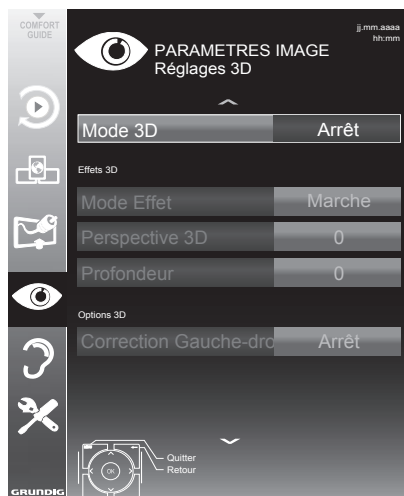 COMFORT
GUIDE
jj.mm.aaaa
hh:mm
PARAMETRES IMAGE
Réglages 3D
Mode 3D Arrêt
Effets 3D
Mode Effet Marche
Perspective 3D 0
Profondeur 0
Options 3D
Correction Gauche-dro Arrêt
Quitter
Retour
OK
GRUNDIG